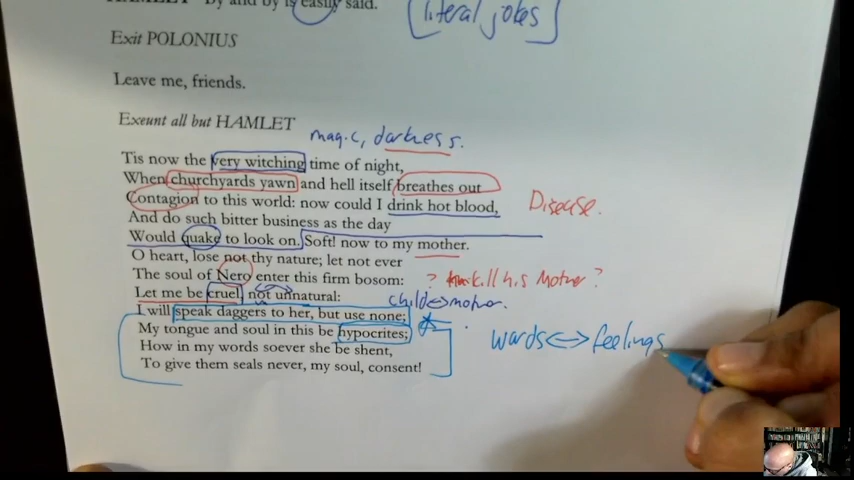 By and by is easily said.
[literal jokes]
Exit POLONIUS
Leave me, friends.
Exeunt all but HAMLET
magic, darkness.
Tis now the very witching time of night,
When churchyards yawn and hell itself breathes out
Contagion to this world: now could I drink hot blood,
Disease.
And do such bitter business as the day
Would quake to look on. Soft! now to my mother.
O heart, lose not thy nature; let not ever
The soul of Nero enter this firm bosom:
? kill his Mother?
Let me be cruel, not unnatural:
child<->mother.
I will speak daggers to her, but use none;
My tongue and soul in this be hypocrites;
words<=>feelings
How in my words soever she be shent,
To give them seals never, my soul, consent!